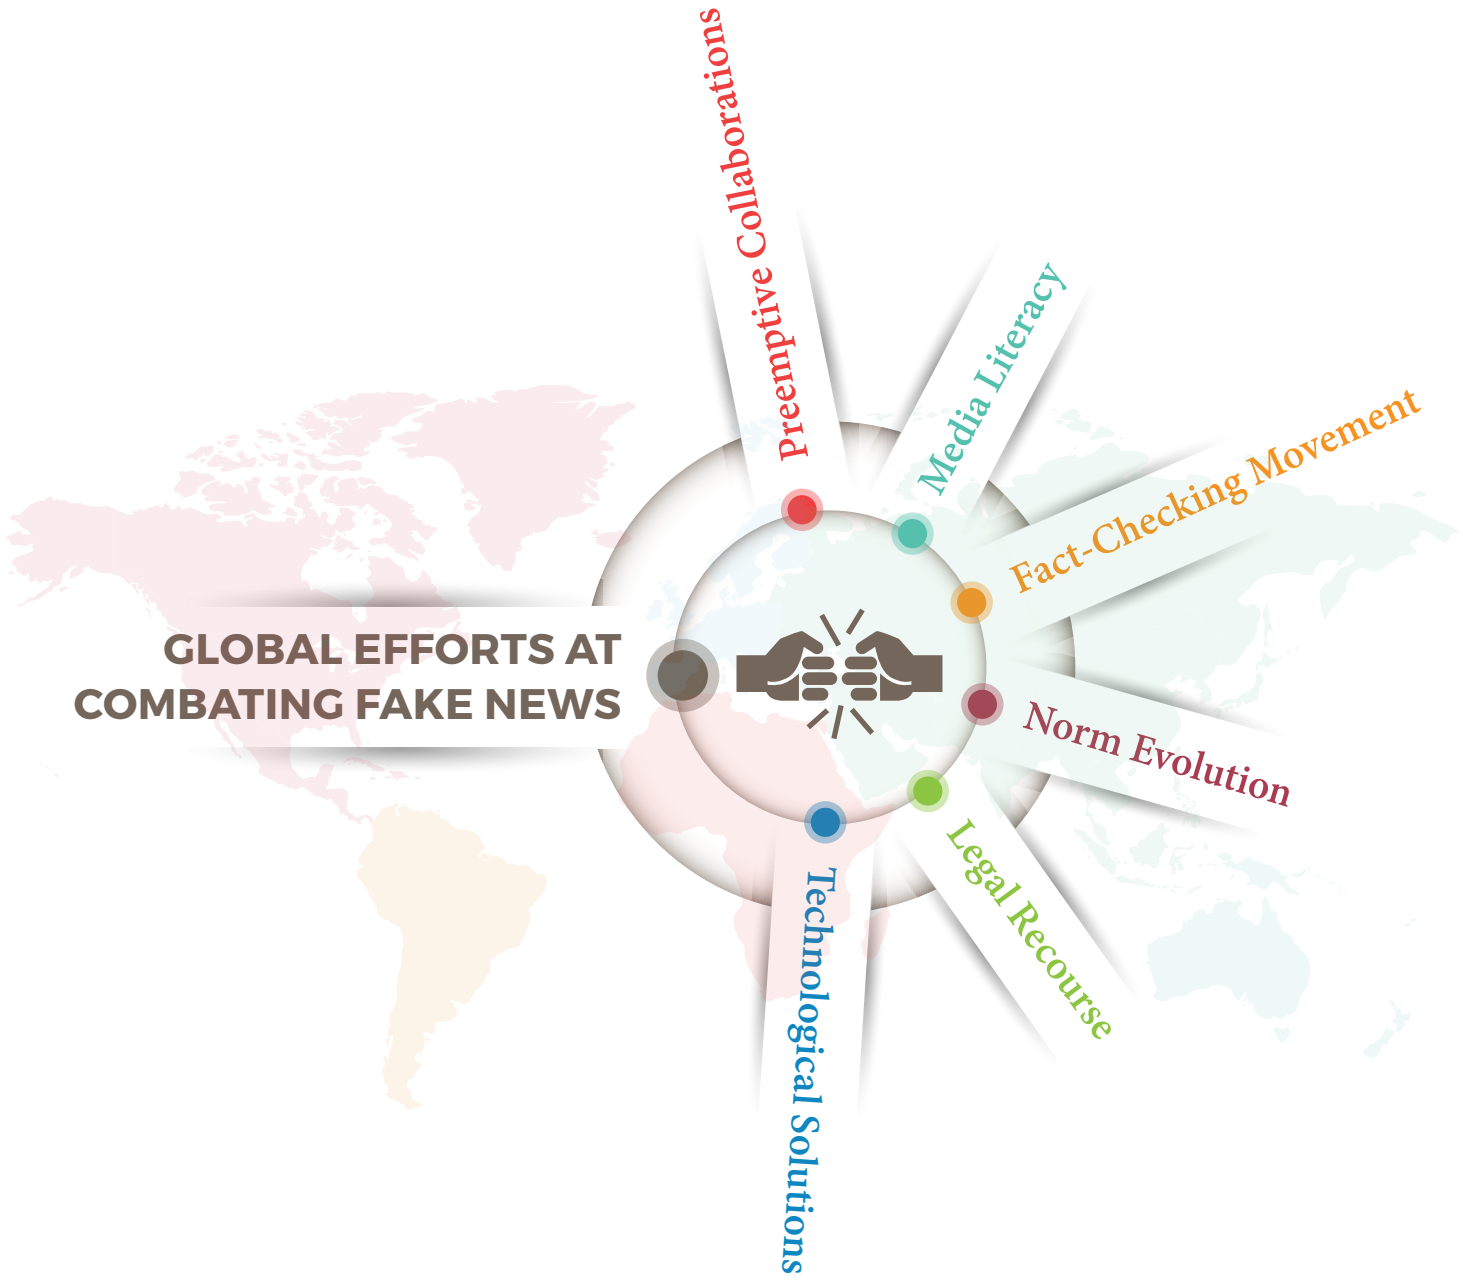 GLOBAL EFFORTS AT
COMBATING FAKE NEWS
Preemptive Collaborations
Media Literacy
Fact-Checking Movement
Norm Evolution
Legal Recourse
Technological Solutions